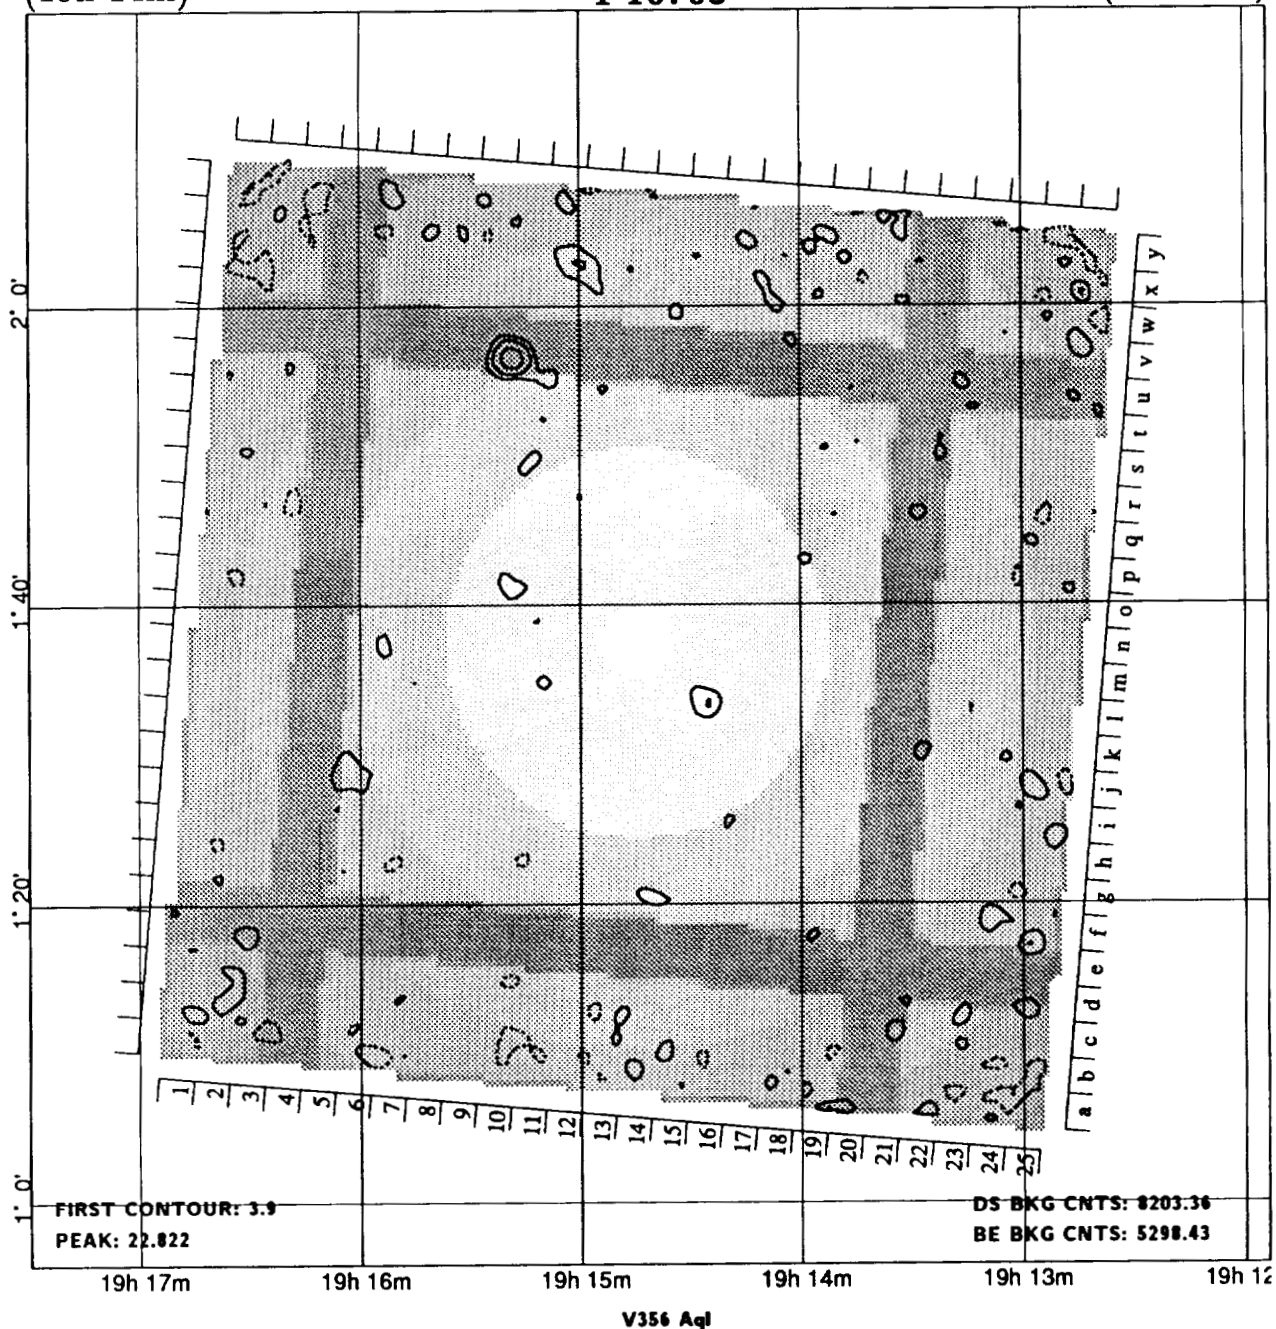 y
x
w
v
u
t
s
r
q
p
o
n
m
l
k
j
i
h
g
f
e
d
c
b
a
2° 0'
1° 40'
1° 20'
1° 0'
1 2 3 4 5 6 7 8 9 10 11 12 13 14 15 16 17 18 19 20 21 22 23 24 25
FIRST CONTOUR: 3.9 DS BKG CNTS: 8203.36
PEAK: 22.822 BE BKG CNTS: 5298.43
19h 17m 19h 16m 19h 15m 19h 14m 19h 13m 19h 12
V356 Aql